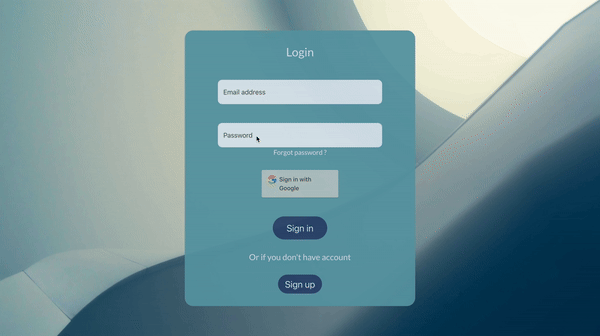 Login
Email address
Password
Forgot password ?
Sign in with
Google
Sign in
Or if you don't have account
Sign up